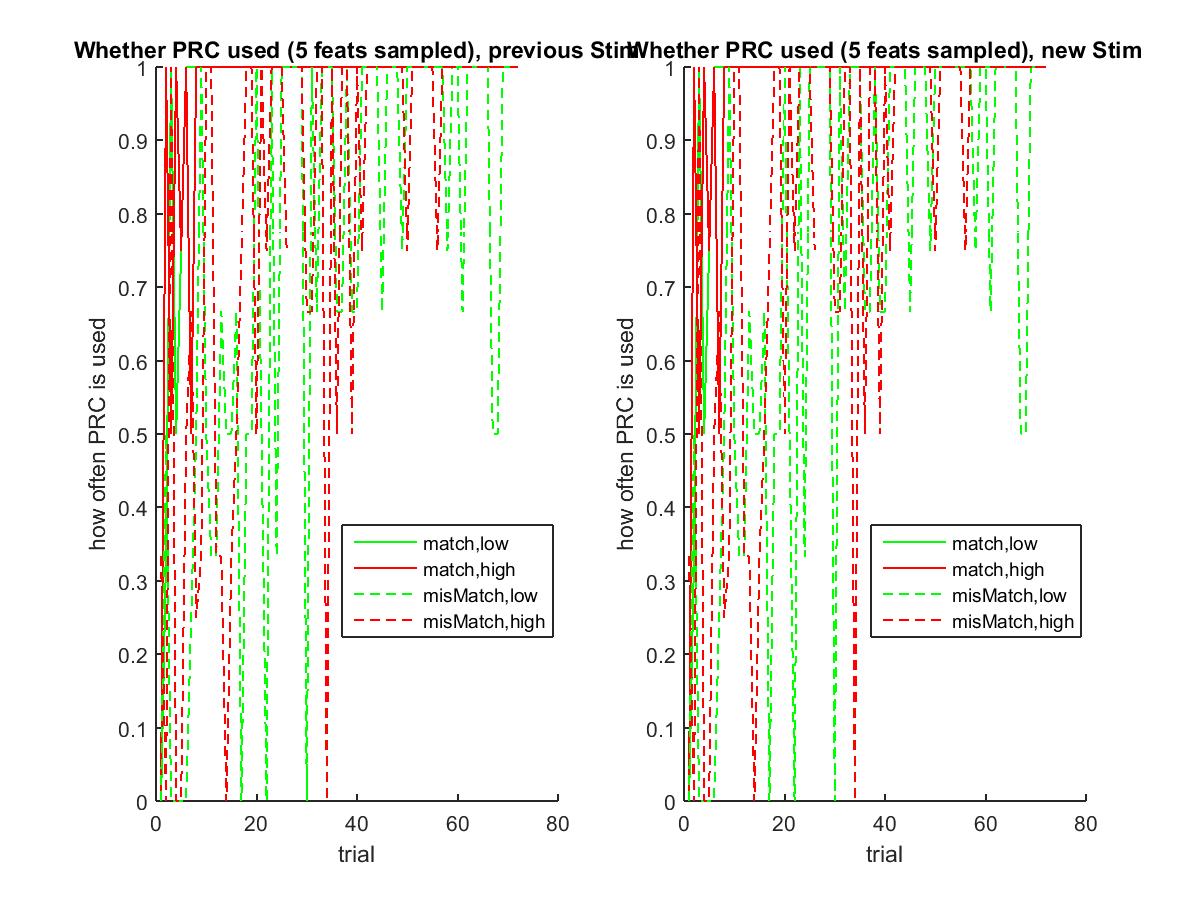 Whether PRC used (5 feats sampled), previous Stim
1
0.9
0.8
0.7
0.6
0.5
0.4
0.3
0.2
0.1
0
how often PRC is used
match,low
match,high
misMatch,low
misMatch,high
0 20 40 60 80
trial
Whether PRC used (5 feats sampled), new Stim
1
0.9
0.8
0.7
0.6
0.5
0.4
0.3
0.2
0.1
0
how often PRC is used
match,low
match,high
misMatch,low
misMatch,high
0 20 40 60 80
trial